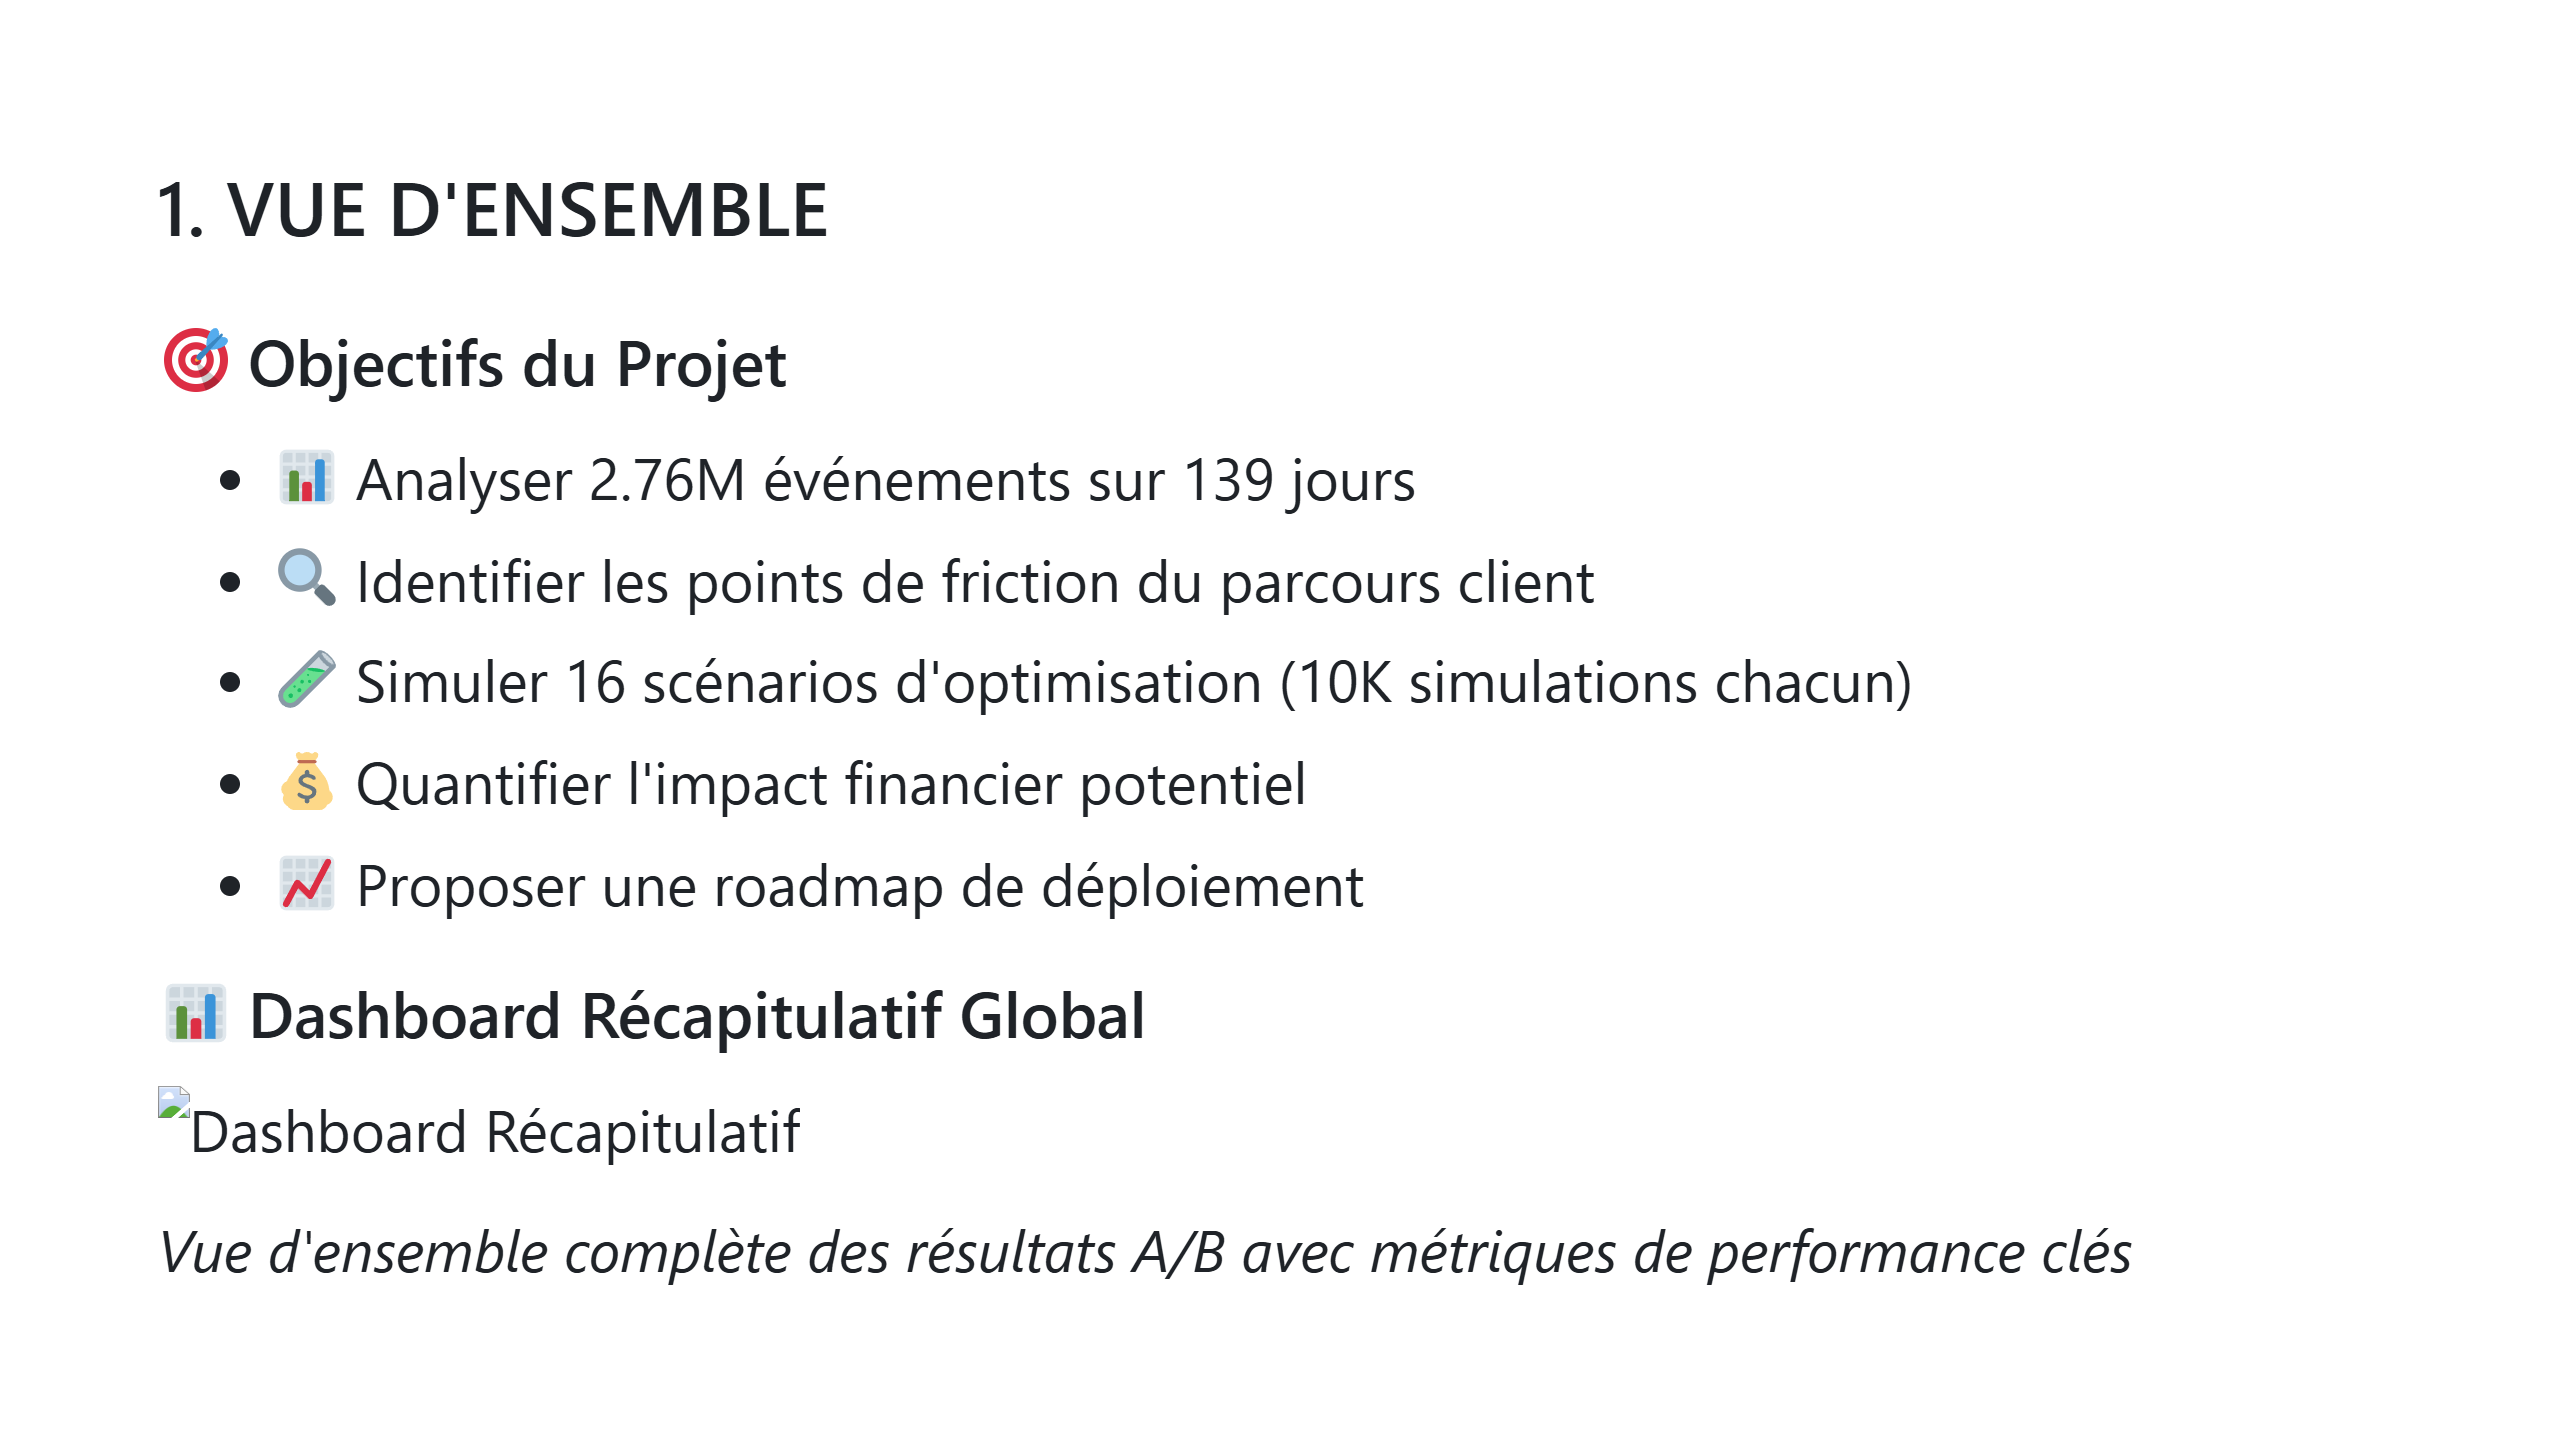 1. VUE D'ENSEMBLE
🎯 Objectifs du Projet
• 📊 Analyser 2.76M événements sur 139 jours
• 🔍 Identifier les points de friction du parcours client
• 🧪 Simuler 16 scénarios d'optimisation (10K simulations chacun)
• 💰 Quantifier l'impact financier potentiel
• 📈 Proposer une roadmap de déploiement
📊 Dashboard Récapitulatif Global
Dashboard Récapitulatif
Vue d'ensemble complète des résultats A/B avec métriques de performance clés